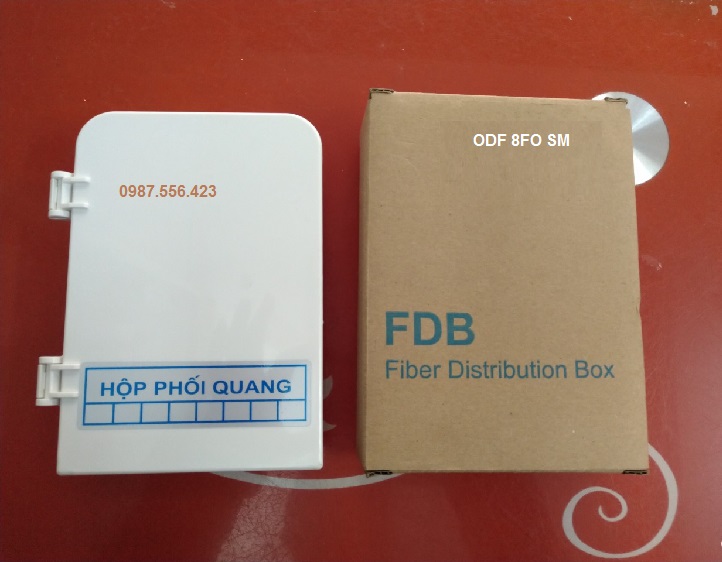 0987.556.423
HỘP PHỐI QUANG
ODF 8FO SM
FDB
Fiber Distribution Box